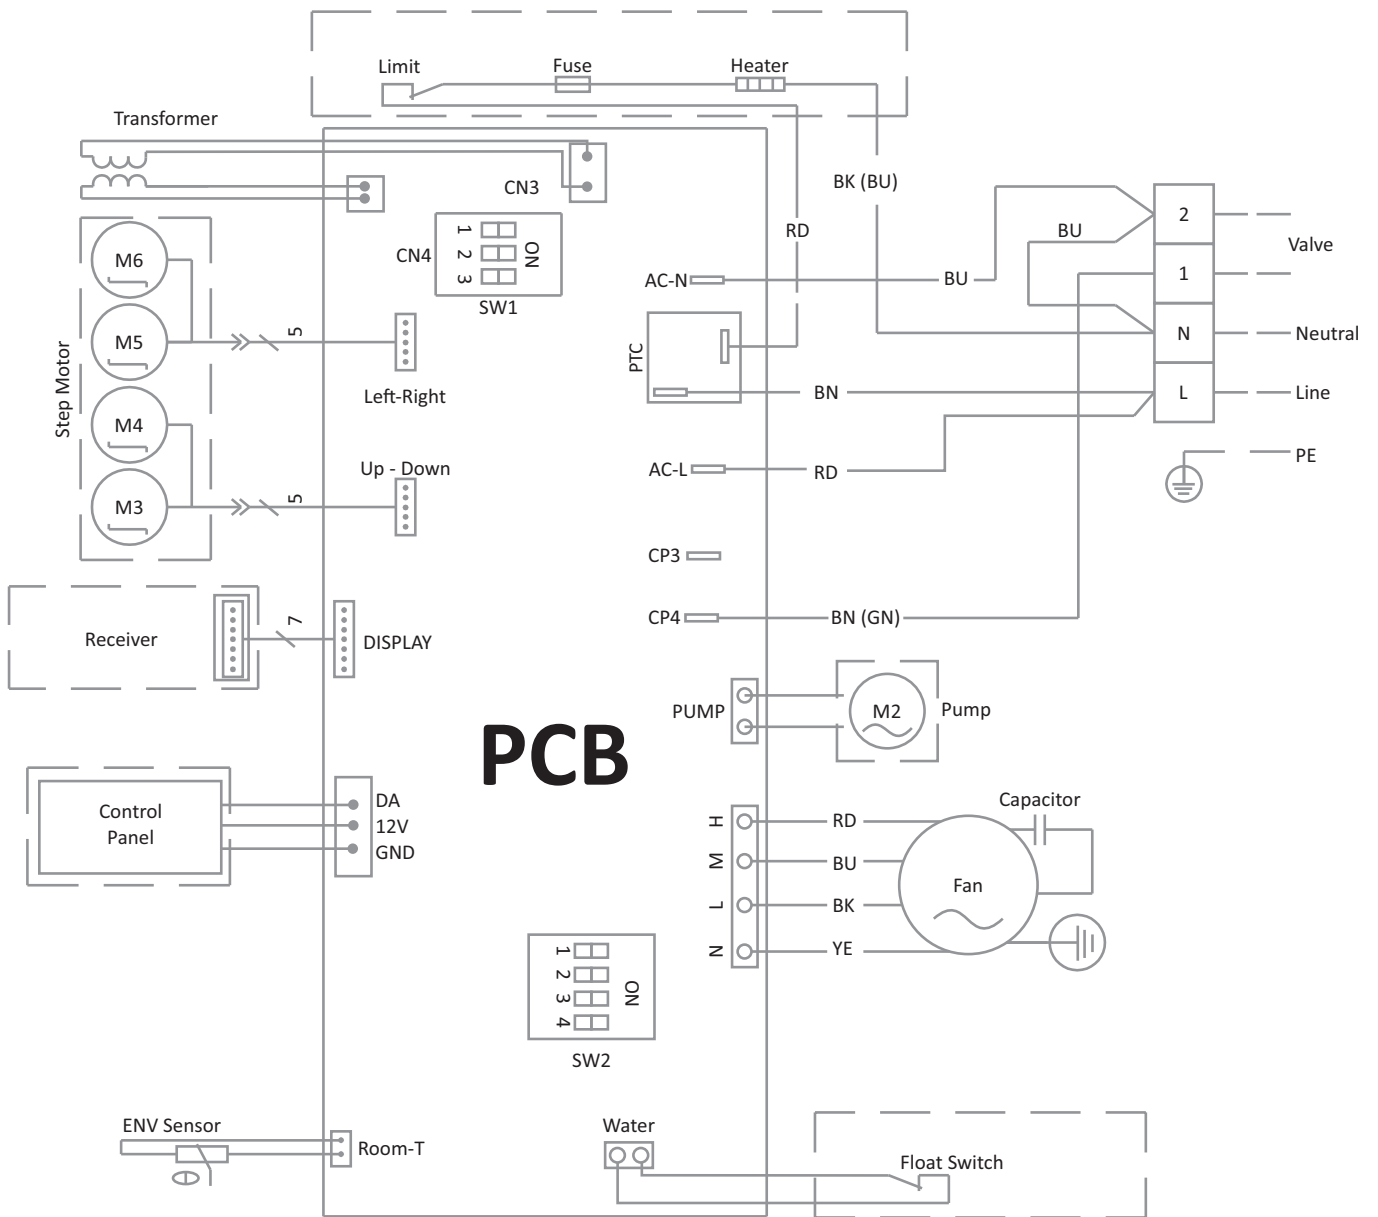 Limit
Fuse
Heater
Transformer
CN3
BK (BU)
RD
CN4
1
2
3
ON
SW1
M6
M5
M4
M3
Step Motor
5
Left-Right
Up - Down
5
AC-N
BU
BU
PTC
BN
AC-L
RD
CP3
CP4
BN (GN)
2
1
N
L
Valve
Neutral
Line
PE
Receiver
7
DISPLAY
PUMP
M2
Pump
PCB
Control
Panel
DA
12V
GND
H
M
L
N
RD
BU
BK
YE
Capacitor
Fan
1
2
3
4
ON
SW2
ENV Sensor
Room-T
Water
Float Switch